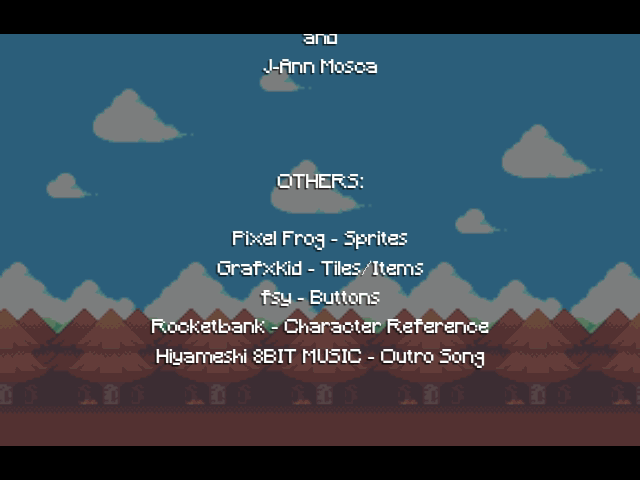 and
J-Ann Mosca
OTHERS:
Pixel Frog - Sprites
GrafxKid - Tiles/Items
fsy - Buttons
Rocketbank - Character Reference
Hiyameshi 8BIT MUSIC - Outro Song